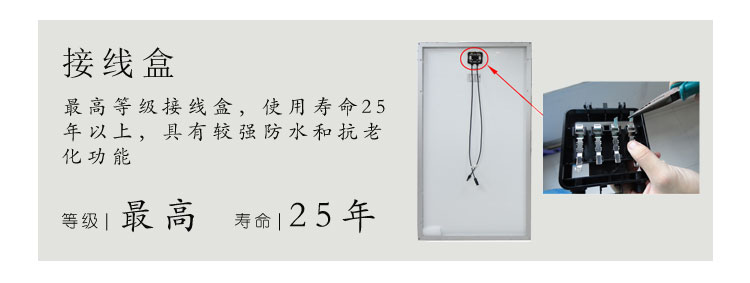 接线盒
最高等级接线盒，使用寿命25
年以上，具有较强防水和抗老
化功能
等级| 最高 寿命|25年